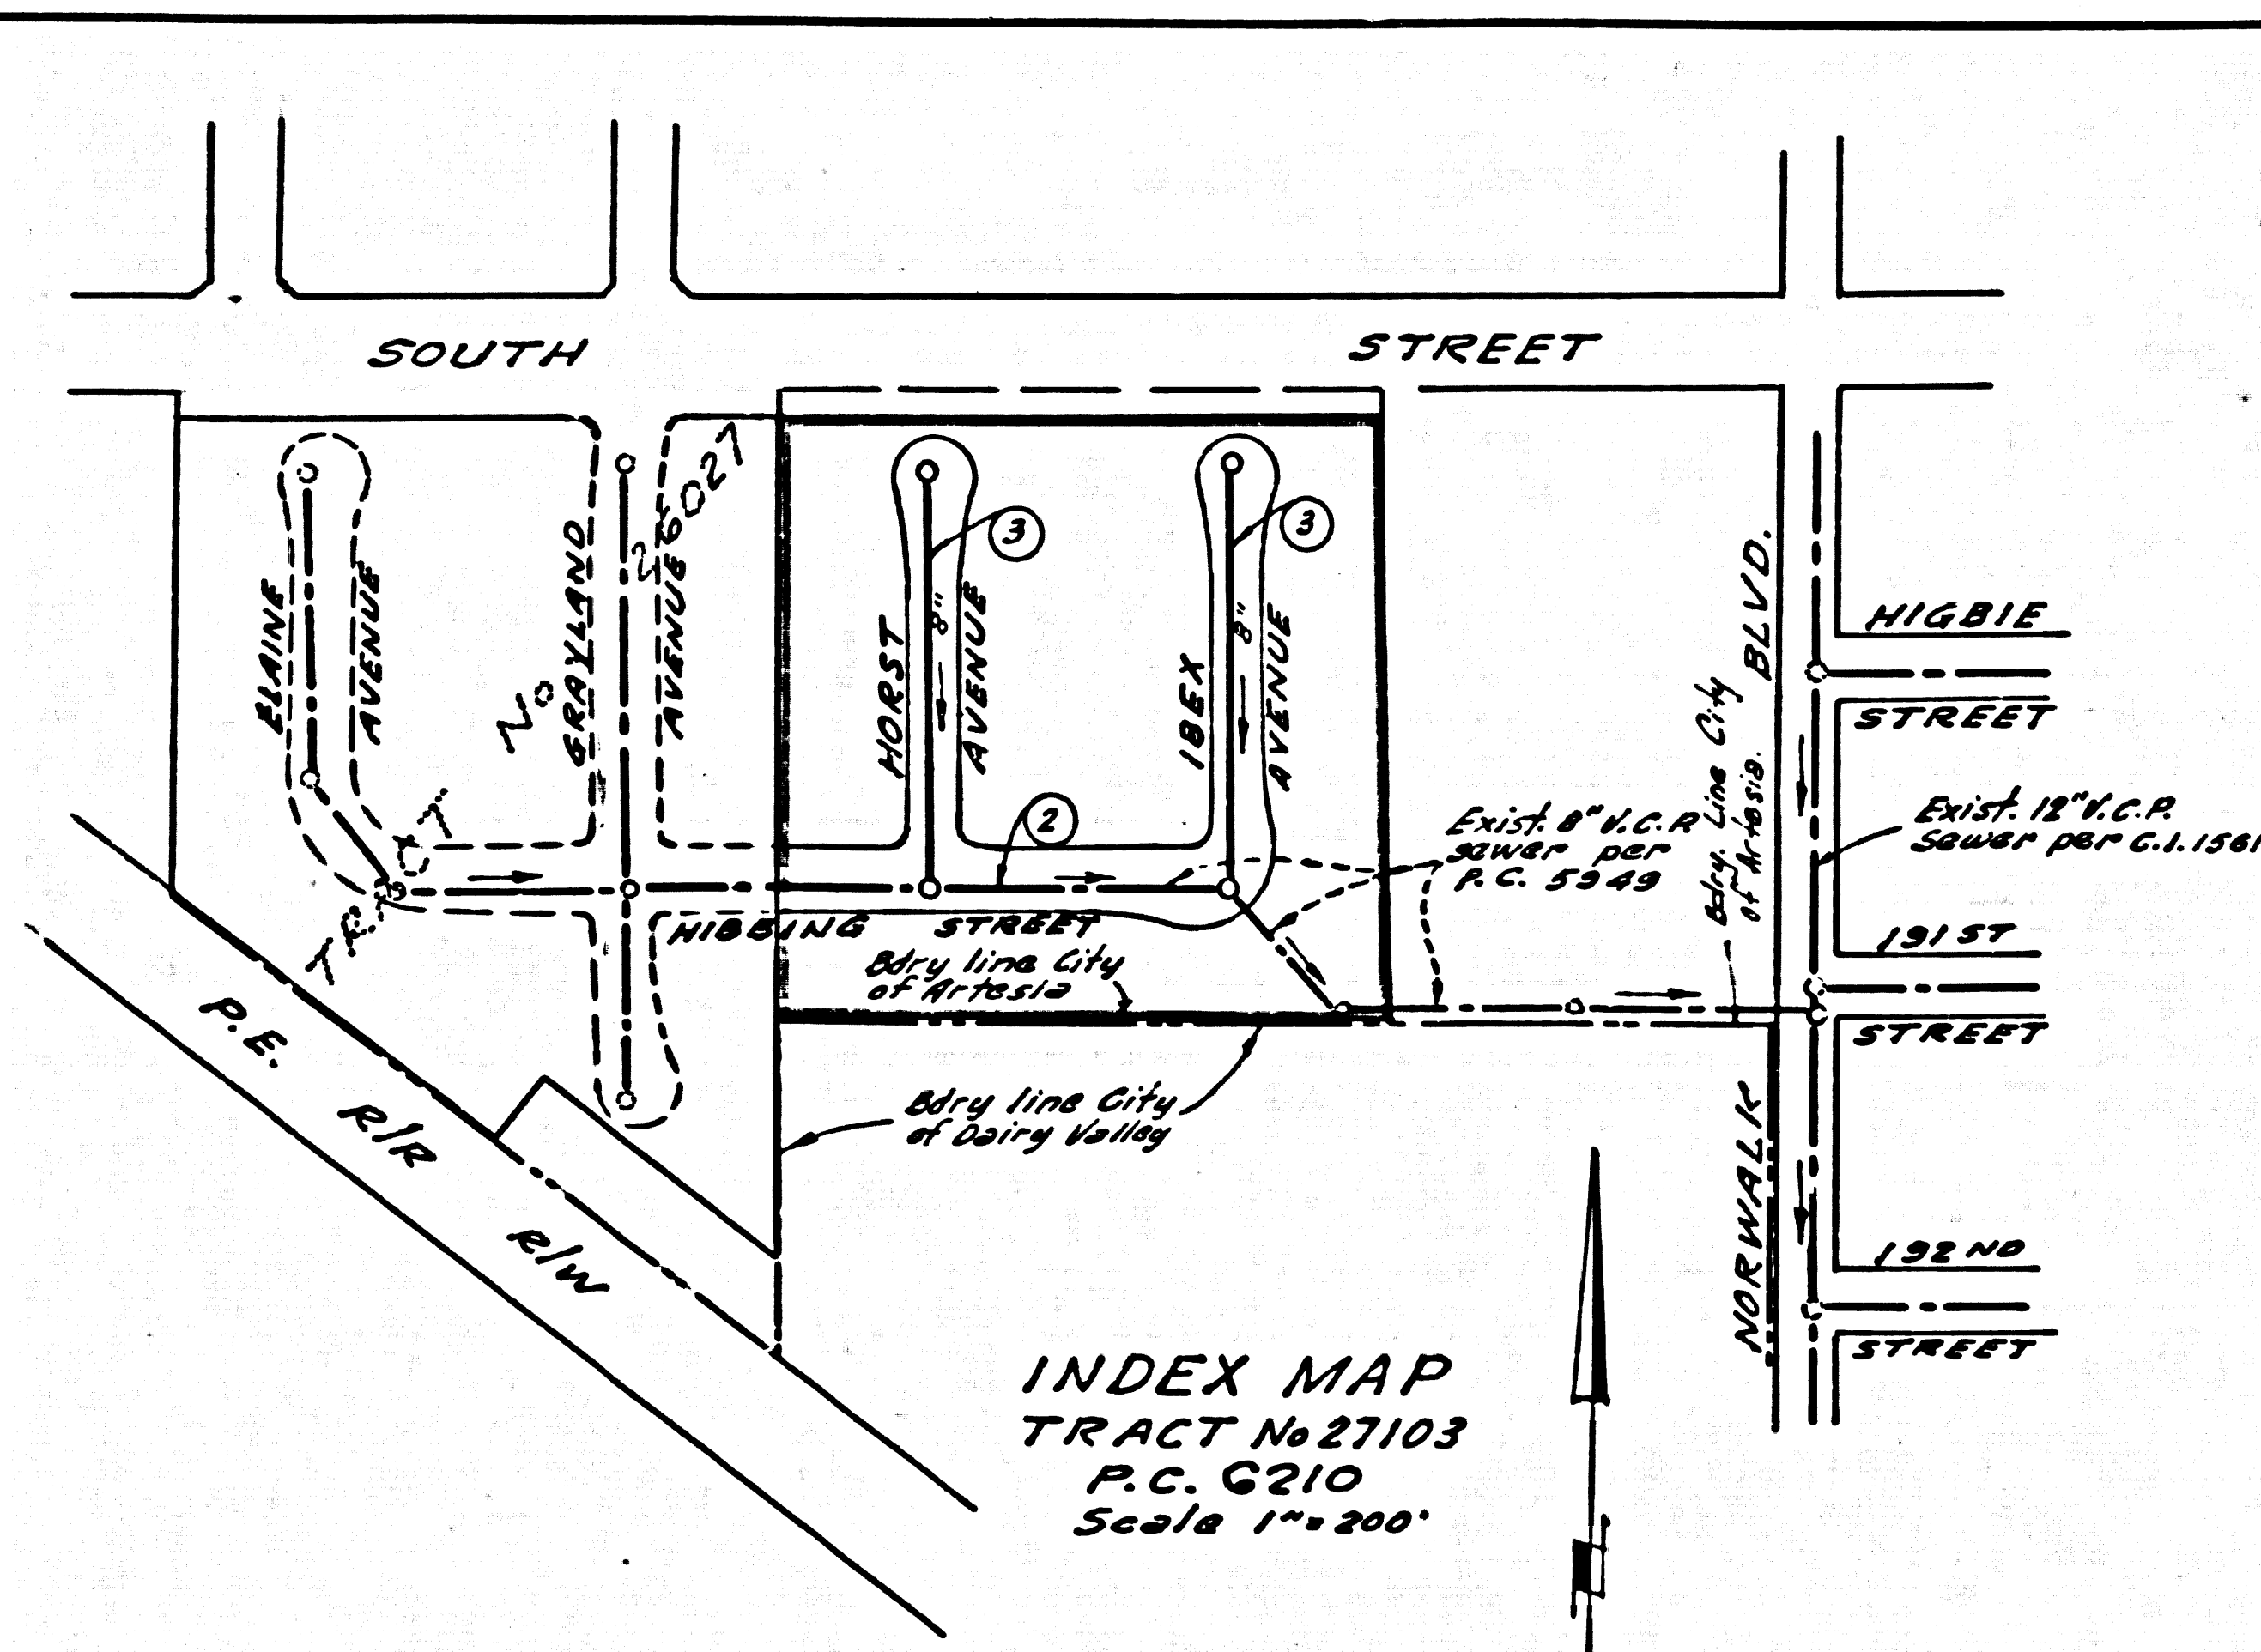 SOUTH STREET
ELAINE
AVENUE
GRAYLAND
AVENUE
HORST
8"
AVENUE
IBEX
8"
AVENUE
3
3
2
TRACT No
HIBBING STREET
Bdry line City
of Artesia
Exist. 8" V.C.P.
sewer per
P.C. 5949
Bdry. Line City
of Artesia.
NORWALK BLVD.
HIGBIE
STREET
Exist. 12" V.C.P.
Sewer per C.I. 1561
191 ST
STREET
192 ND
STREET
Bdry line City
of Dairy Valley
P.E. R/R R/W
INDEX MAP
TRACT No 27103
P.C. 6210
Scale 1"=200'